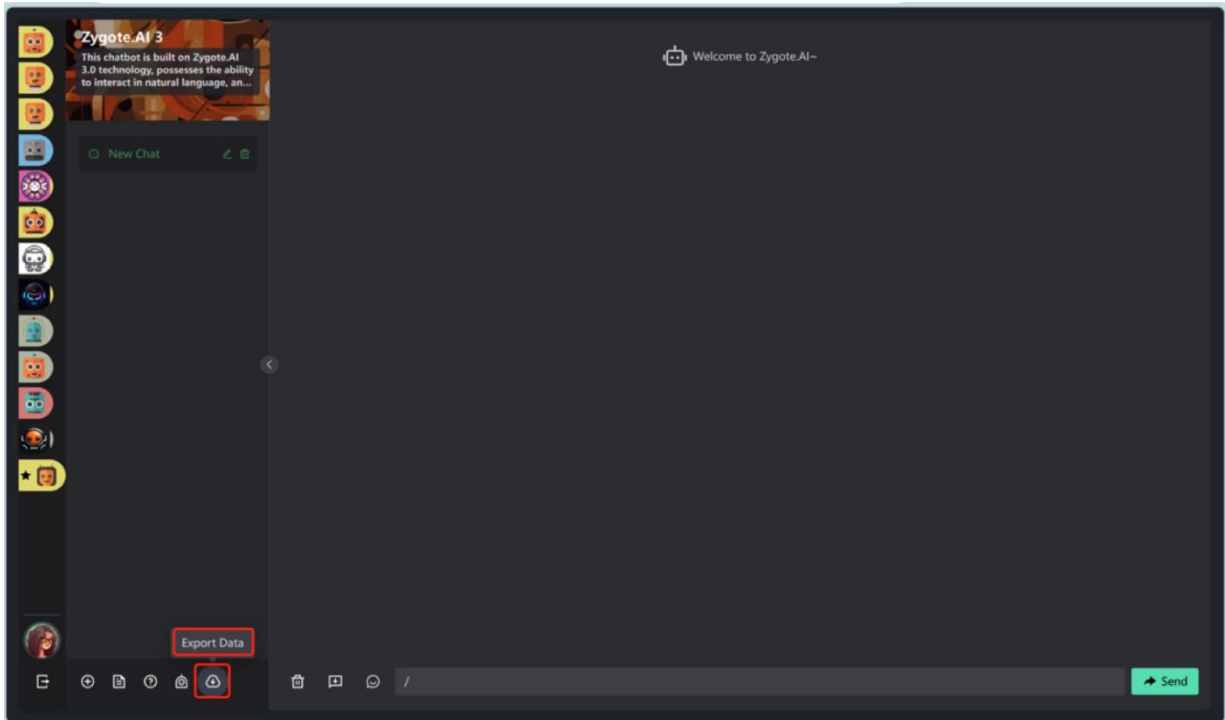 Zygote.AI 3
This chatbot is built on Zygote.AI
3.0 technology, possesses the ability
to interact in natural language, an...
Welcome to Zygote.AI~
New Chat
Export Data
/
Send